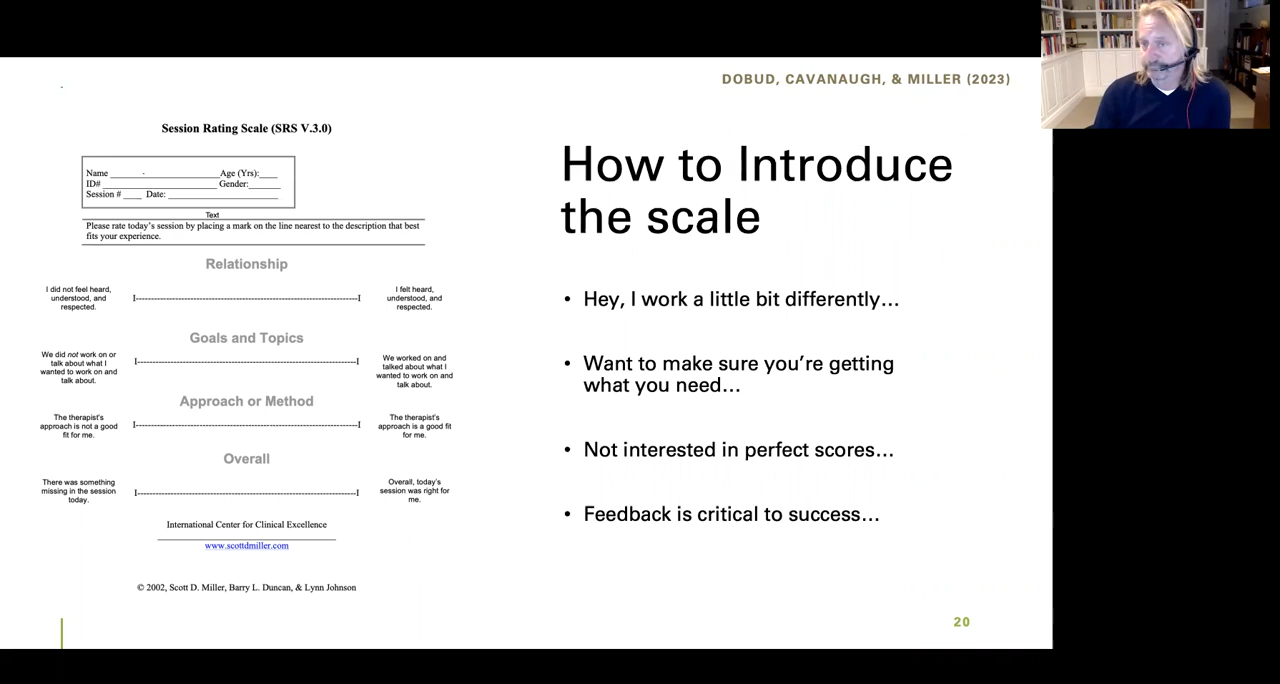 DOBUD, CAVANAUGH, & MILLER (2023)
Session Rating Scale (SRS V.3.0)
Name ______-______________Age (Yrs):____
ID# _________________________ Gender:_______
Session # ____ Date: ________________________
Text
Please rate today's session by placing a mark on the line nearest to the description that best
fits your experience.
Relationship
I did not feel heard,
understood, and
respected.
I------------------------------------------------------------------------I
I felt heard,
understood, and
respected.
Goals and Topics
We did not work on or
talk about what I
wanted to work on and
talk about.
I------------------------------------------------------------------------I
We worked on and
talked about what I
wanted to work on and
talk about.
Approach or Method
The therapist's
approach is not a good
fit for me.
I------------------------------------------------------------------------I
The therapist's
approach is a good fit
for me.
Overall
There was something
missing in the session
today.
I------------------------------------------------------------------------I
Overall, today's
session was right for
me.
International Center for Clinical Excellence
www.scottdmiller.com
© 2002, Scott D. Miller, Barry L. Duncan, & Lynn Johnson
How to Introduce
the scale
• Hey, I work a little bit differently…
• Want to make sure you're getting
what you need…
• Not interested in perfect scores…
• Feedback is critical to success…
20